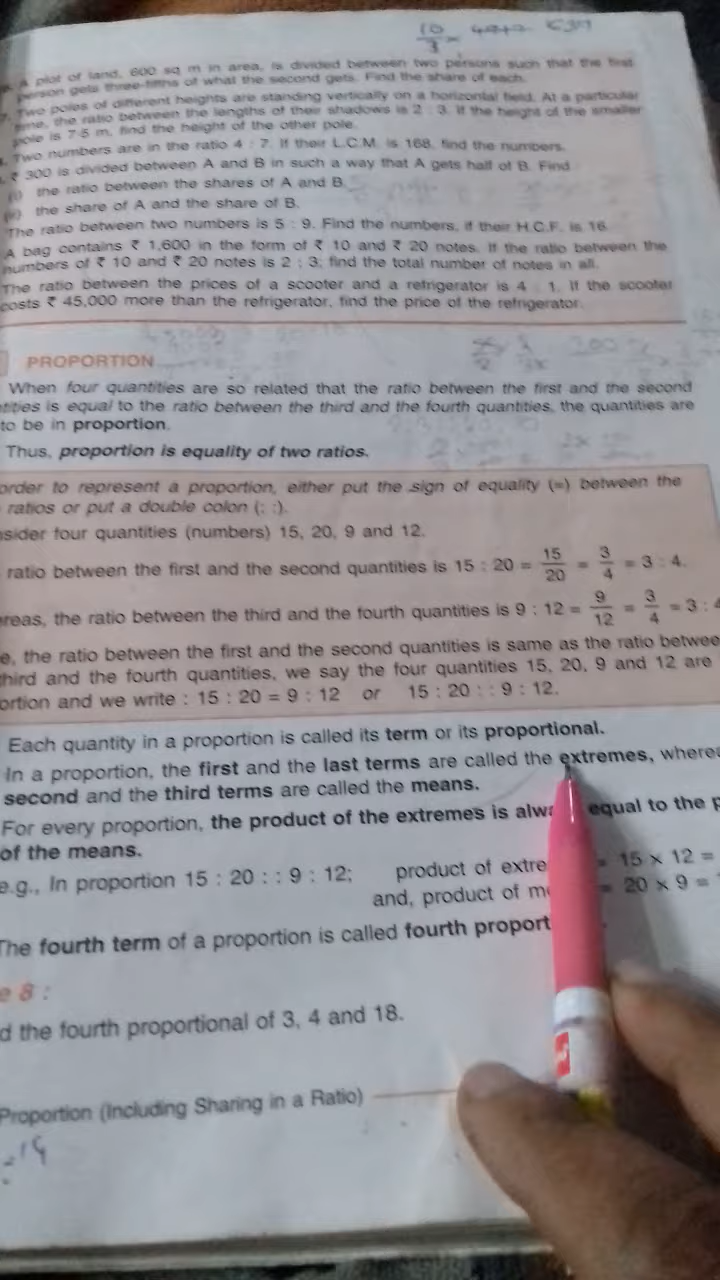 10/3
A plot of land, 600 sq m in area, is divided between two persons such that the first
person gets three-fifths of what the second gets. Find the share of each.
Two poles of different heights are standing vertically on a horizontal field. At a particular
time, the ratio between the lengths of their shadows is 2 : 3. If the height of the smaller
pole is 7·5 m, find the height of the other pole.
Two numbers are in the ratio 4 : 7. If their L.C.M. is 168, find the numbers.
₹ 300 is divided between A and B in such a way that A gets half of B. Find
(i) the ratio between the shares of A and B.
(ii) the share of A and the share of B.
The ratio between two numbers is 5 : 9. Find the numbers, if their H.C.F. is 16.
A bag contains ₹ 1,600 in the form of ₹ 10 and ₹ 20 notes. If the ratio between the
numbers of ₹ 10 and ₹ 20 notes is 2 : 3; find the total number of notes in all.
The ratio between the prices of a scooter and a refrigerator is 4 : 1. If the scooter
costs ₹ 45,000 more than the refrigerator, find the price of the refrigerator.
PROPORTION
When four quantities are so related that the ratio between the first and the second
tities is equal to the ratio between the third and the fourth quantities, the quantities are
to be in proportion.
Thus, proportion is equality of two ratios.
order to represent a proportion, either put the sign of equality (=) between the
ratios or put a double colon (: :).
nsider four quantities (numbers) 15, 20, 9 and 12.
ratio between the first and the second quantities is 15 : 20 = 15/20 = 3/4 = 3 : 4.
ereas, the ratio between the third and the fourth quantities is 9 : 12 = 9/12 = 3/4 = 3 : 4
e, the ratio between the first and the second quantities is same as the ratio betwee
third and the fourth quantities, we say the four quantities 15, 20, 9 and 12 are
ortion and we write : 15 : 20 = 9 : 12 or 15 : 20 : : 9 : 12.
Each quantity in a proportion is called its term or its proportional.
In a proportion, the first and the last terms are called the extremes, wherea
second and the third terms are called the means.
For every proportion, the product of the extremes is alwa equal to the p
of the means.
e.g., In proportion 15 : 20 : : 9 : 12; product of extre = 15 × 12 =
and, product of me = 20 × 9 =
The fourth term of a proportion is called fourth proport
e 8 :
d the fourth proportional of 3, 4 and 18.
Proportion (Including Sharing in a Ratio)